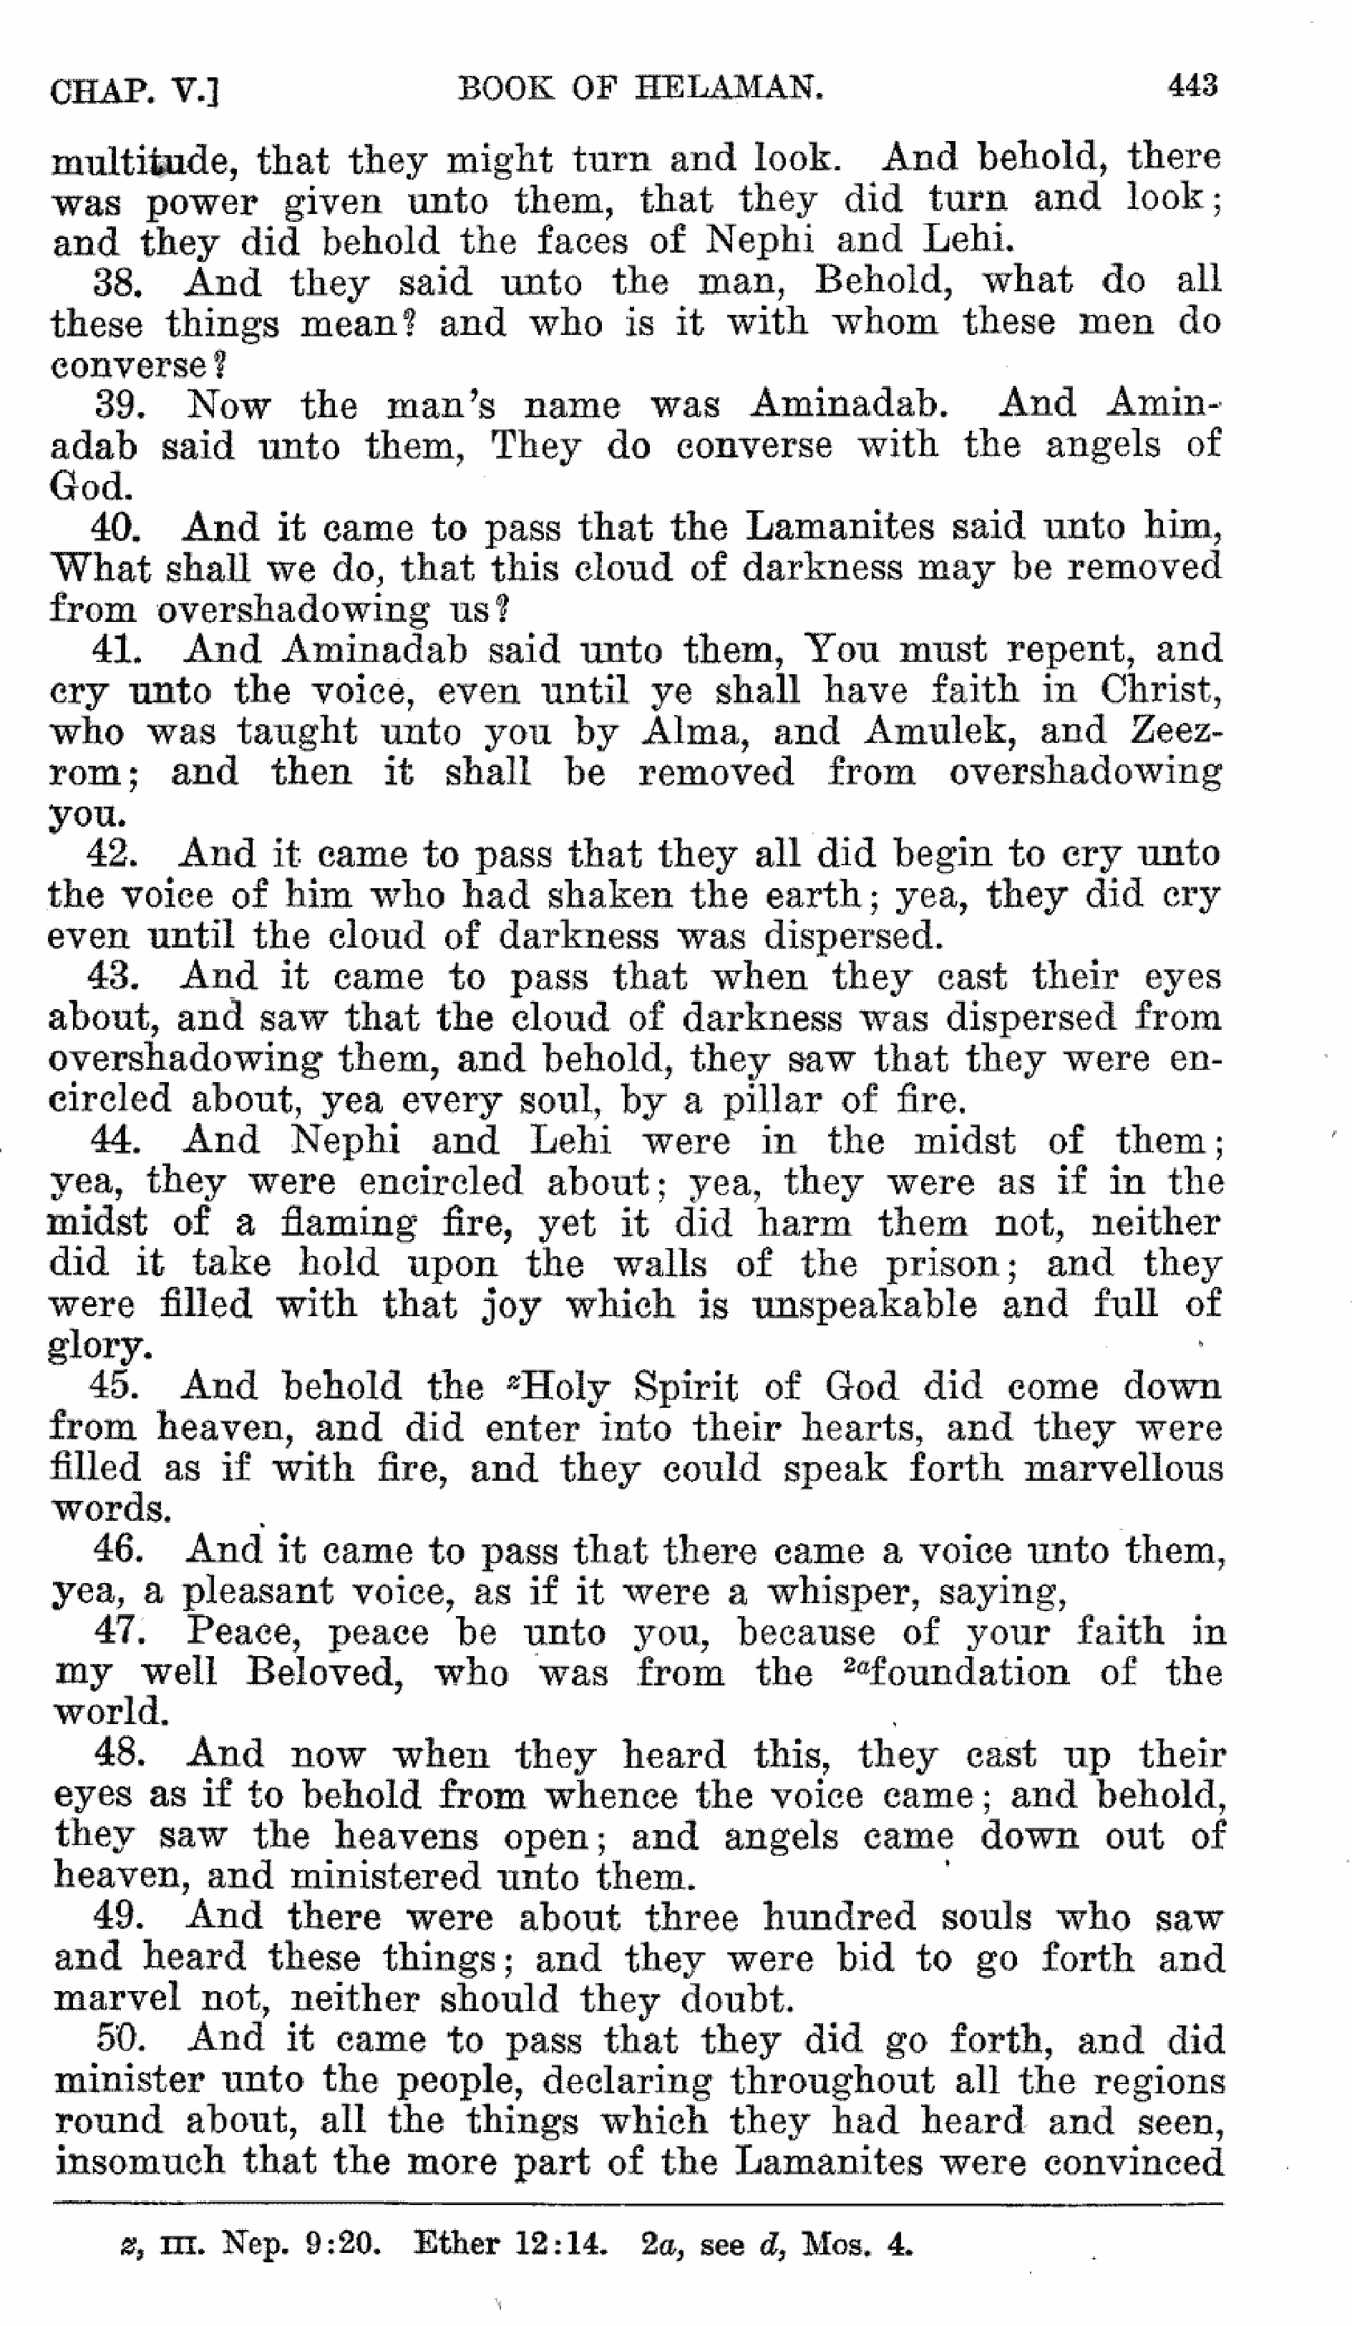 CHAP. V.] BOOK OF HELAMAN. 443
multitude, that they might turn and look. And behold, there
was power given unto them, that they did turn and look;
and they did behold the faces of Nephi and Lehi.
38. And they said unto the man, Behold, what do all
these things mean? and who is it with whom these men do
converse?
39. Now the man's name was Aminadab. And Amin-
adab said unto them, They do converse with the angels of
God.
40. And it came to pass that the Lamanites said unto him,
What shall we do, that this cloud of darkness may be removed
from overshadowing us?
41. And Aminadab said unto them, You must repent, and
cry unto the voice, even until ye shall have faith in Christ,
who was taught unto you by Alma, and Amulek, and Zeez-
rom; and then it shall be removed from overshadowing
you.
42. And it came to pass that they all did begin to cry unto
the voice of him who had shaken the earth; yea, they did cry
even until the cloud of darkness was dispersed.
43. And it came to pass that when they cast their eyes
about, and saw that the cloud of darkness was dispersed from
overshadowing them, and behold, they saw that they were en-
circled about, yea every soul, by a pillar of fire.
44. And Nephi and Lehi were in the midst of them;
yea, they were encircled about; yea, they were as if in the
midst of a flaming fire, yet it did harm them not, neither
did it take hold upon the walls of the prison; and they
were filled with that joy which is unspeakable and full of
glory.
45. And behold the zHoly Spirit of God did come down
from heaven, and did enter into their hearts, and they were
filled as if with fire, and they could speak forth marvellous
words.
46. And it came to pass that there came a voice unto them,
yea, a pleasant voice, as if it were a whisper, saying,
47. Peace, peace be unto you, because of your faith in
my well Beloved, who was from the 2afoundation of the
world.
48. And now when they heard this, they cast up their
eyes as if to behold from whence the voice came; and behold,
they saw the heavens open; and angels came down out of
heaven, and ministered unto them.
49. And there were about three hundred souls who saw
and heard these things; and they were bid to go forth and
marvel not, neither should they doubt.
50. And it came to pass that they did go forth, and did
minister unto the people, declaring throughout all the regions
round about, all the things which they had heard and seen,
insomuch that the more part of the Lamanites were convinced
z, III. Nep. 9:20. Ether 12:14. 2a, see d, Mos. 4.